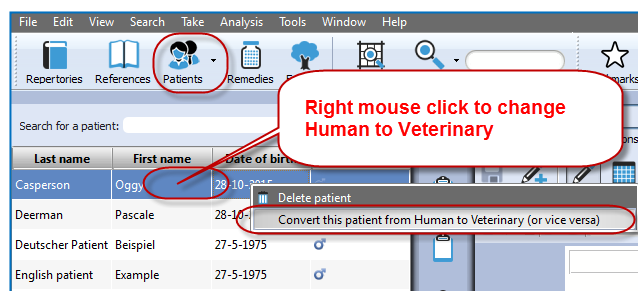 File Edit View Search Take Analysis Tools Window Help
Repertories References Patients Remedies
Right mouse click to change
Human to Veterinary
Search for a patient:
Last name First name Date of birt
Casperson Oggy 28-10-2015
Delete patient
Deerman Pascale 28-10-
Convert this patient from Human to Veterinary (or vice versa)
Deutscher Patient Beispiel 27-5-1975
English patient Example 27-5-1975